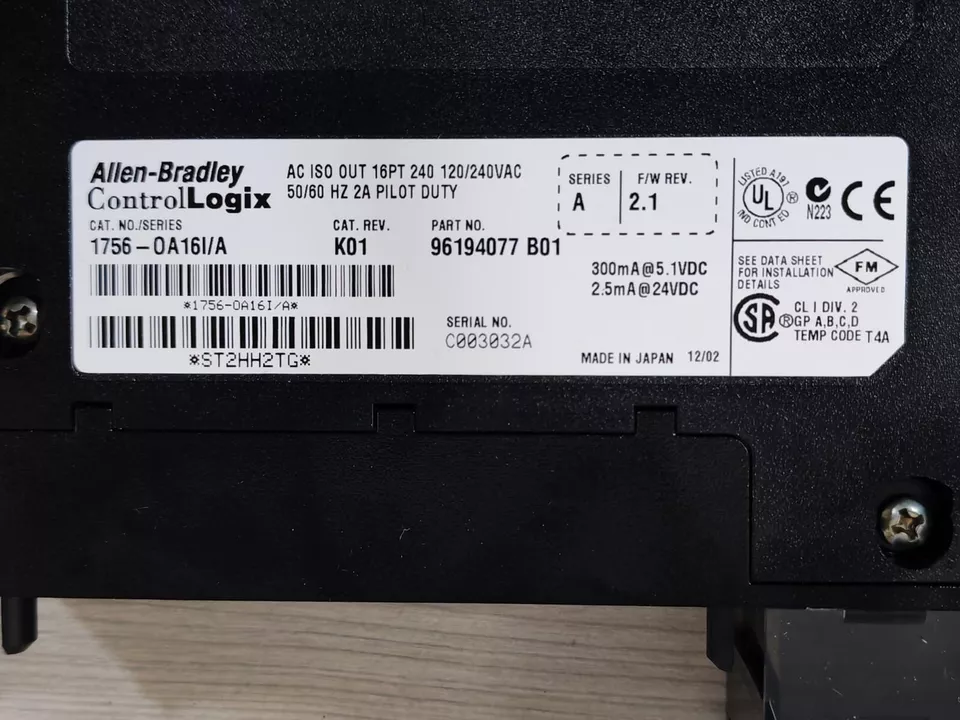 Allen-Bradley
ControlLogix
AC ISO OUT 16PT 240 120/240VAC
50/60 HZ 2A PILOT DUTY
CAT. NO./SERIES
1756-OA16I/A
CAT. REV.
K01
PART NO.
96194077 B01
SERIES
A
F/W REV.
2.1
300mA@5.1VDC
2.5mA@24VDC
*1756-OA16I/A*
*ST2HH2TG*
SERIAL NO.
C003032A
MADE IN JAPAN 12/02
LISTED A197
UL ®
IND CONT EQ
N223
CE
SEE DATA SHEET
FOR INSTALLATION
DETAILS
FM
APPROVED
SA ®
CL I DIV. 2
GP A,B,C,D
TEMP CODE T4A